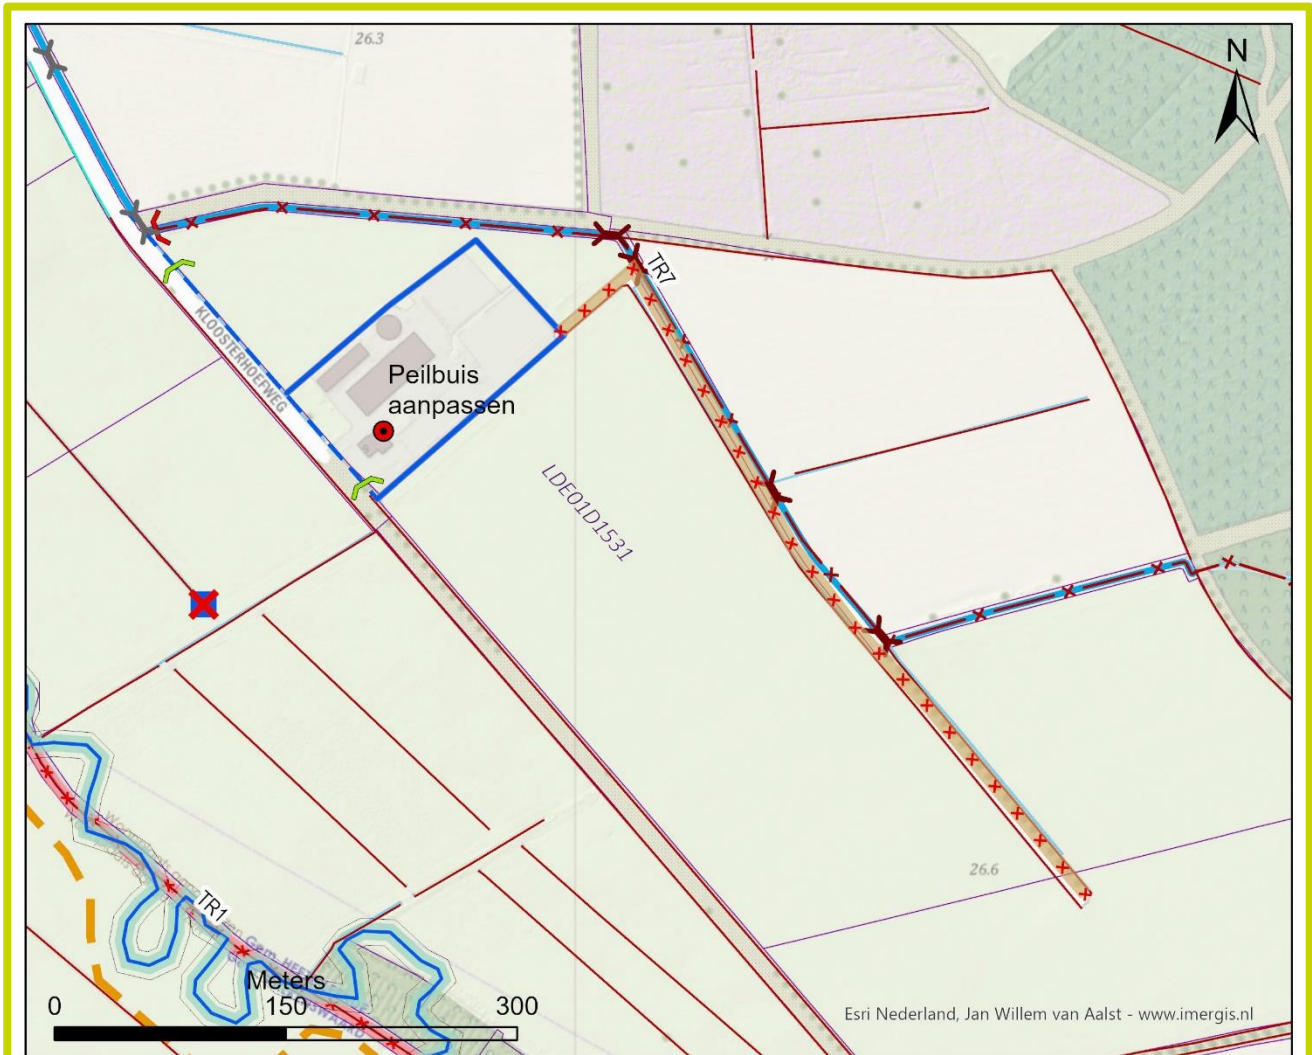 26.3
N
TR7
KLOOSTERHOEFWEG
Peilbuis
aanpassen
LDE01D1531
26.6
TR1
Meters
0 150 300
Esri Nederland, Jan Willem van Aalst - www.imergis.nl